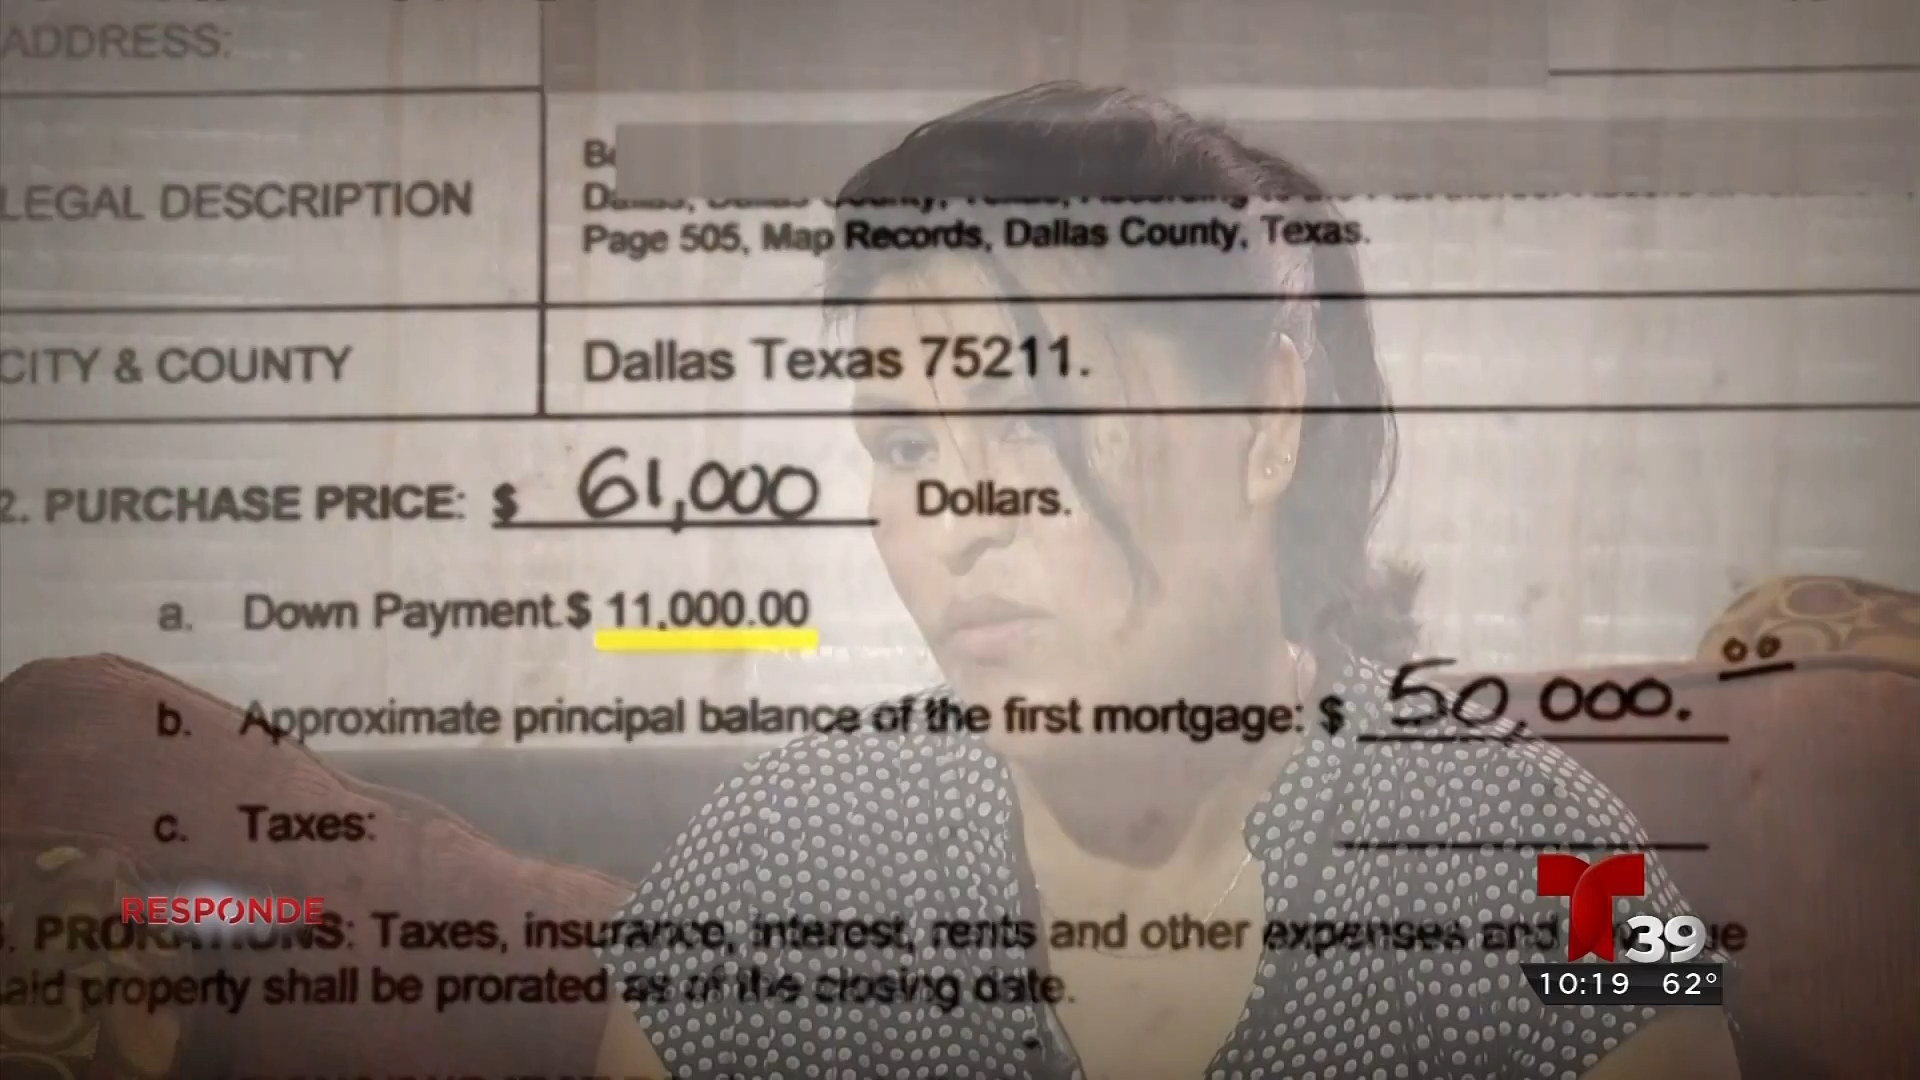 ADDRESS:
LEGAL DESCRIPTION
Page 505, Map Records, Dallas County, Texas.
CITY & COUNTY
Dallas Texas 75211.
2. PURCHASE PRICE: $ 61,000 Dollars.
a. Down Payment.$ 11,000.00
b. Approximate principal balance of the first mortgage: $ 50,000.00
c. Taxes:
RESPONDE
PRORATIONS: Taxes, insurance, interest, rents and other expenses and
said property shall be prorated as of the closing date.
T 39
10:19 62°